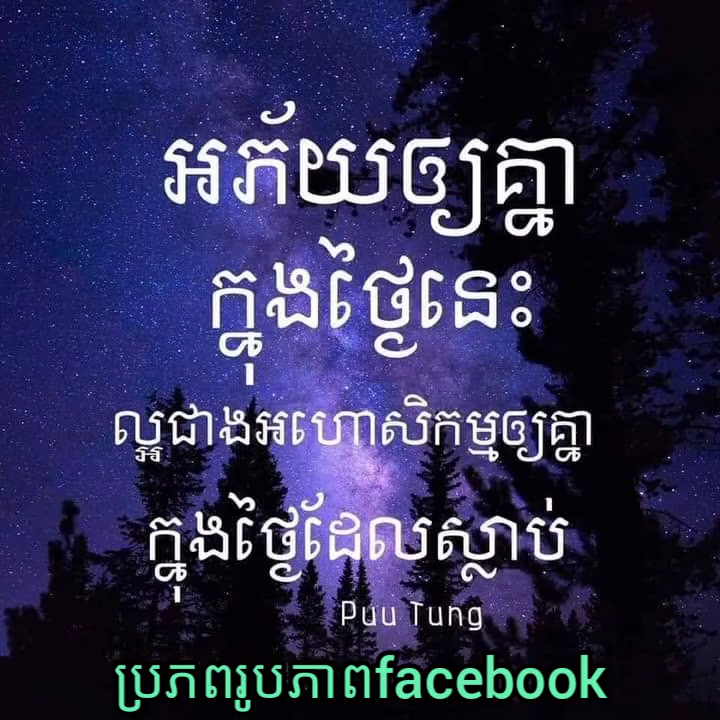 អភ័យឲ្យគ្នា
ក្នុងថ្ងៃនេះ
ល្អជាងអហោសិកម្មឲ្យគ្នា
ក្នុងថ្ងៃដែលស្លាប់
Puu Tung
ប្រភពរូបភាពfacebook